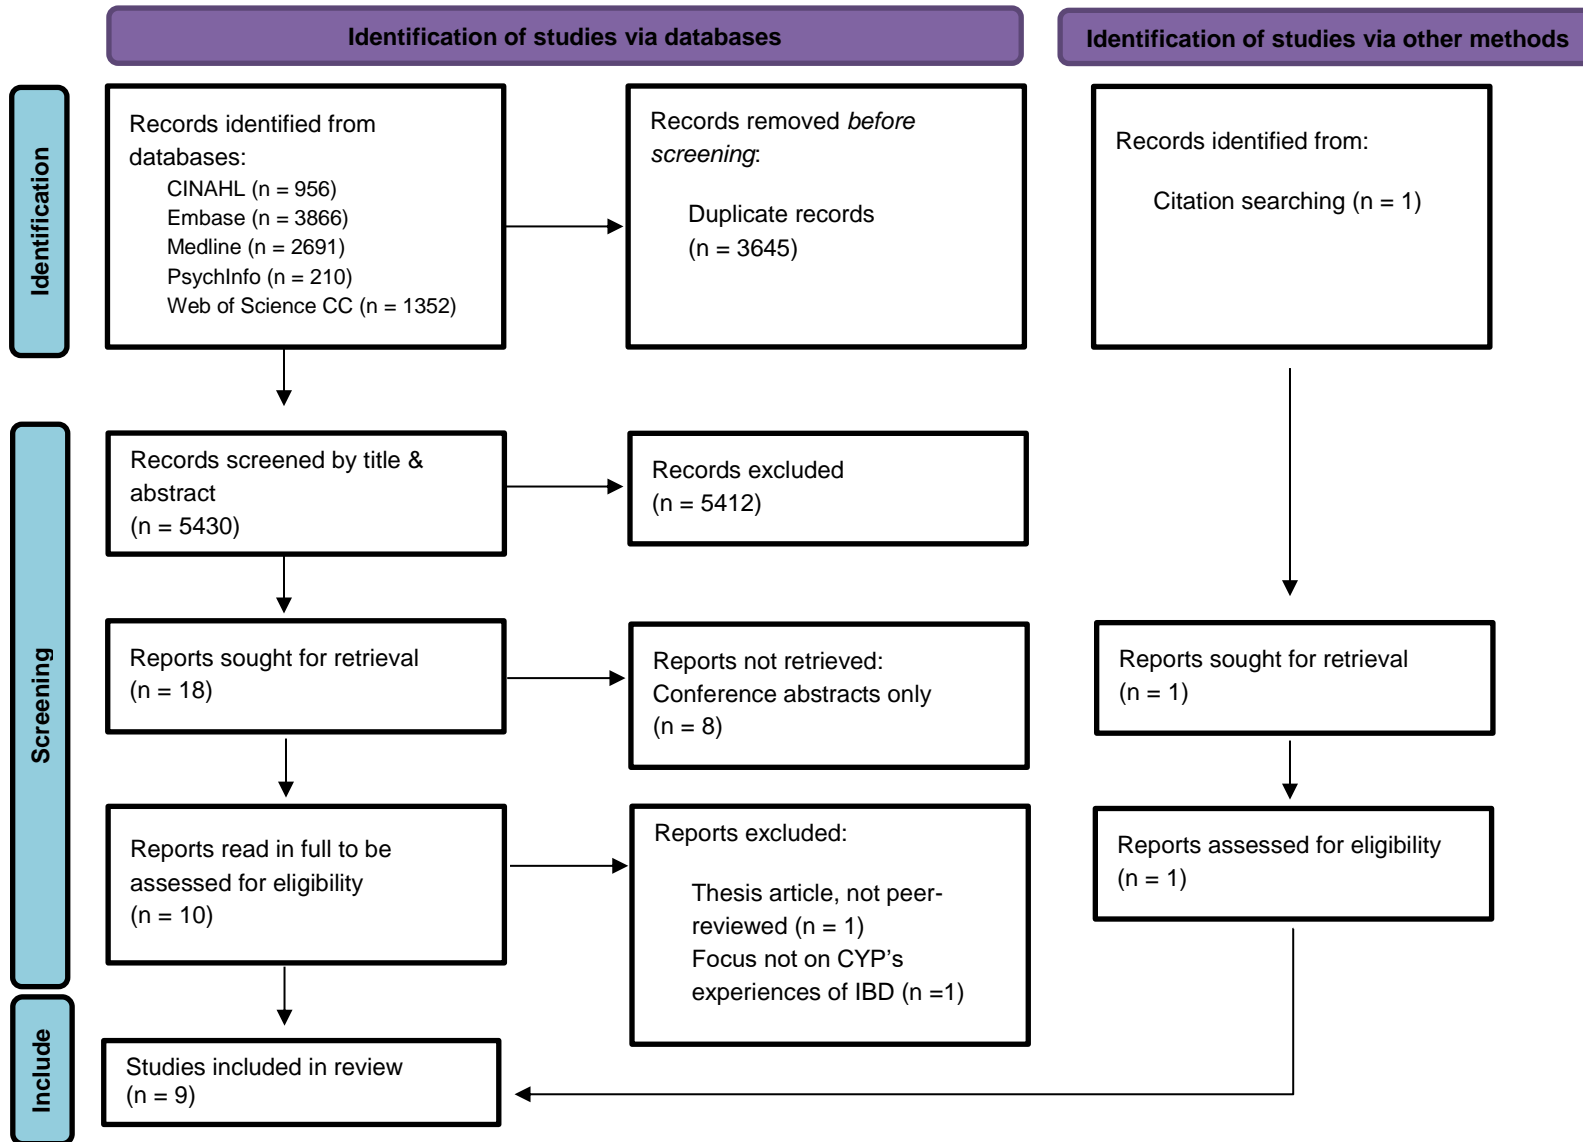 Identification of studies via databases
Identification of studies via other methods
Identification
Records identified from
databases:
CINAHL (n = 956)
Embase (n = 3866)
Medline (n = 2691)
PsychInfo (n = 210)
Web of Science CC (n = 1352)
Records removed before
screening:
Duplicate records
(n = 3645)
Records identified from:
Citation searching (n = 1)
Screening
Records screened by title &
abstract
(n = 5430)
Records excluded
(n = 5412)
Reports sought for retrieval
(n = 18)
Reports not retrieved:
Conference abstracts only
(n = 8)
Reports sought for retrieval
(n = 1)
Reports read in full to be
assessed for eligibility
(n = 10)
Reports excluded:
Thesis article, not peer-
reviewed (n = 1)
Focus not on CYP’s
experiences of IBD (n =1)
Reports assessed for eligibility
(n = 1)
Include
Studies included in review
(n = 9)